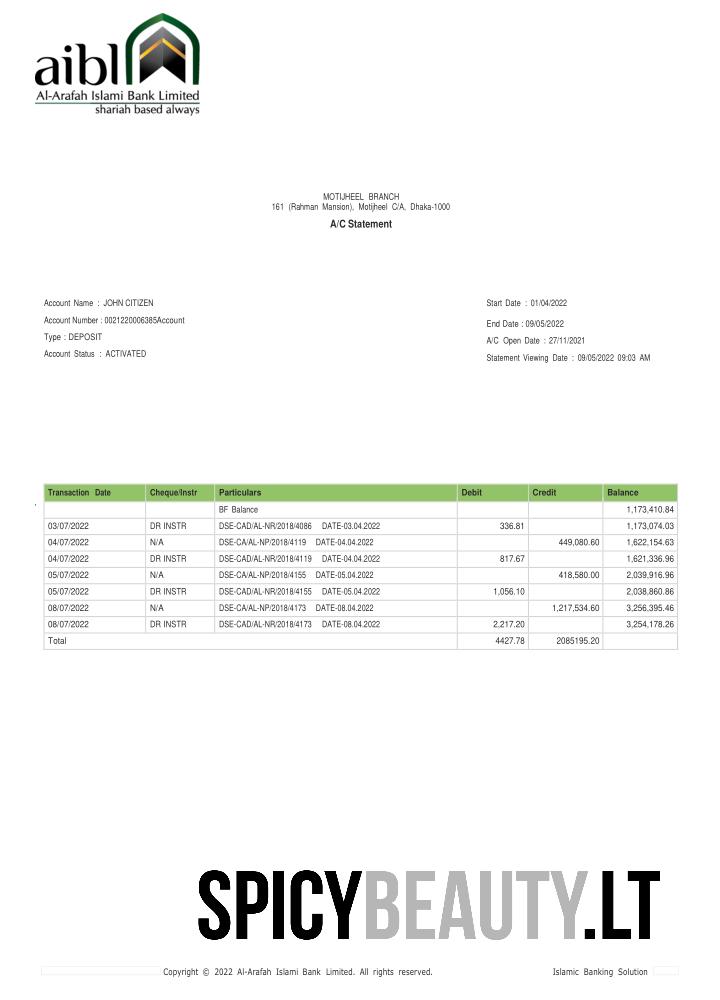 aibl
Al-Arafah Islami Bank Limited
shariah based always
MOTIJHEEL BRANCH
161 (Rahman Mansion), Motijheel C/A, Dhaka-1000
A/C Statement
Account Name : JOHN CITIZEN
Account Number : 0021220006385Account
Type : DEPOSIT
Account Status : ACTIVATED
Start Date : 01/04/2022
End Date : 09/05/2022
A/C Open Date : 27/11/2021
Statement Viewing Date : 09/05/2022 09:03 AM
Transaction Date Cheque/Instr Particulars Debit Credit Balance
BF Balance 1,173,410.84
03/07/2022 DR INSTR DSE-CAD/AL-NR/2018/4086 DATE-03.04.2022 336.81 1,173,074.03
04/07/2022 N/A DSE-CA/AL-NP/2018/4119 DATE-04.04.2022 449,080.60 1,622,154.63
04/07/2022 DR INSTR DSE-CAD/AL-NR/2018/4119 DATE-04.04.2022 817.67 1,621,336.96
05/07/2022 N/A DSE-CA/AL-NP/2018/4155 DATE-05.04.2022 418,580.00 2,039,916.96
05/07/2022 DR INSTR DSE-CAD/AL-NR/2018/4155 DATE-05.04.2022 1,056.10 2,038,860.86
08/07/2022 N/A DSE-CA/AL-NP/2018/4173 DATE-08.04.2022 1,217,534.60 3,256,395.46
08/07/2022 DR INSTR DSE-CAD/AL-NR/2018/4173 DATE-08.04.2022 2,217.20 3,254,178.26
Total 4427.78 2085195.20
SPICYBEAUTY.LT
Copyright © 2022 Al-Arafah Islami Bank Limited. All rights reserved. Islamic Banking Solution